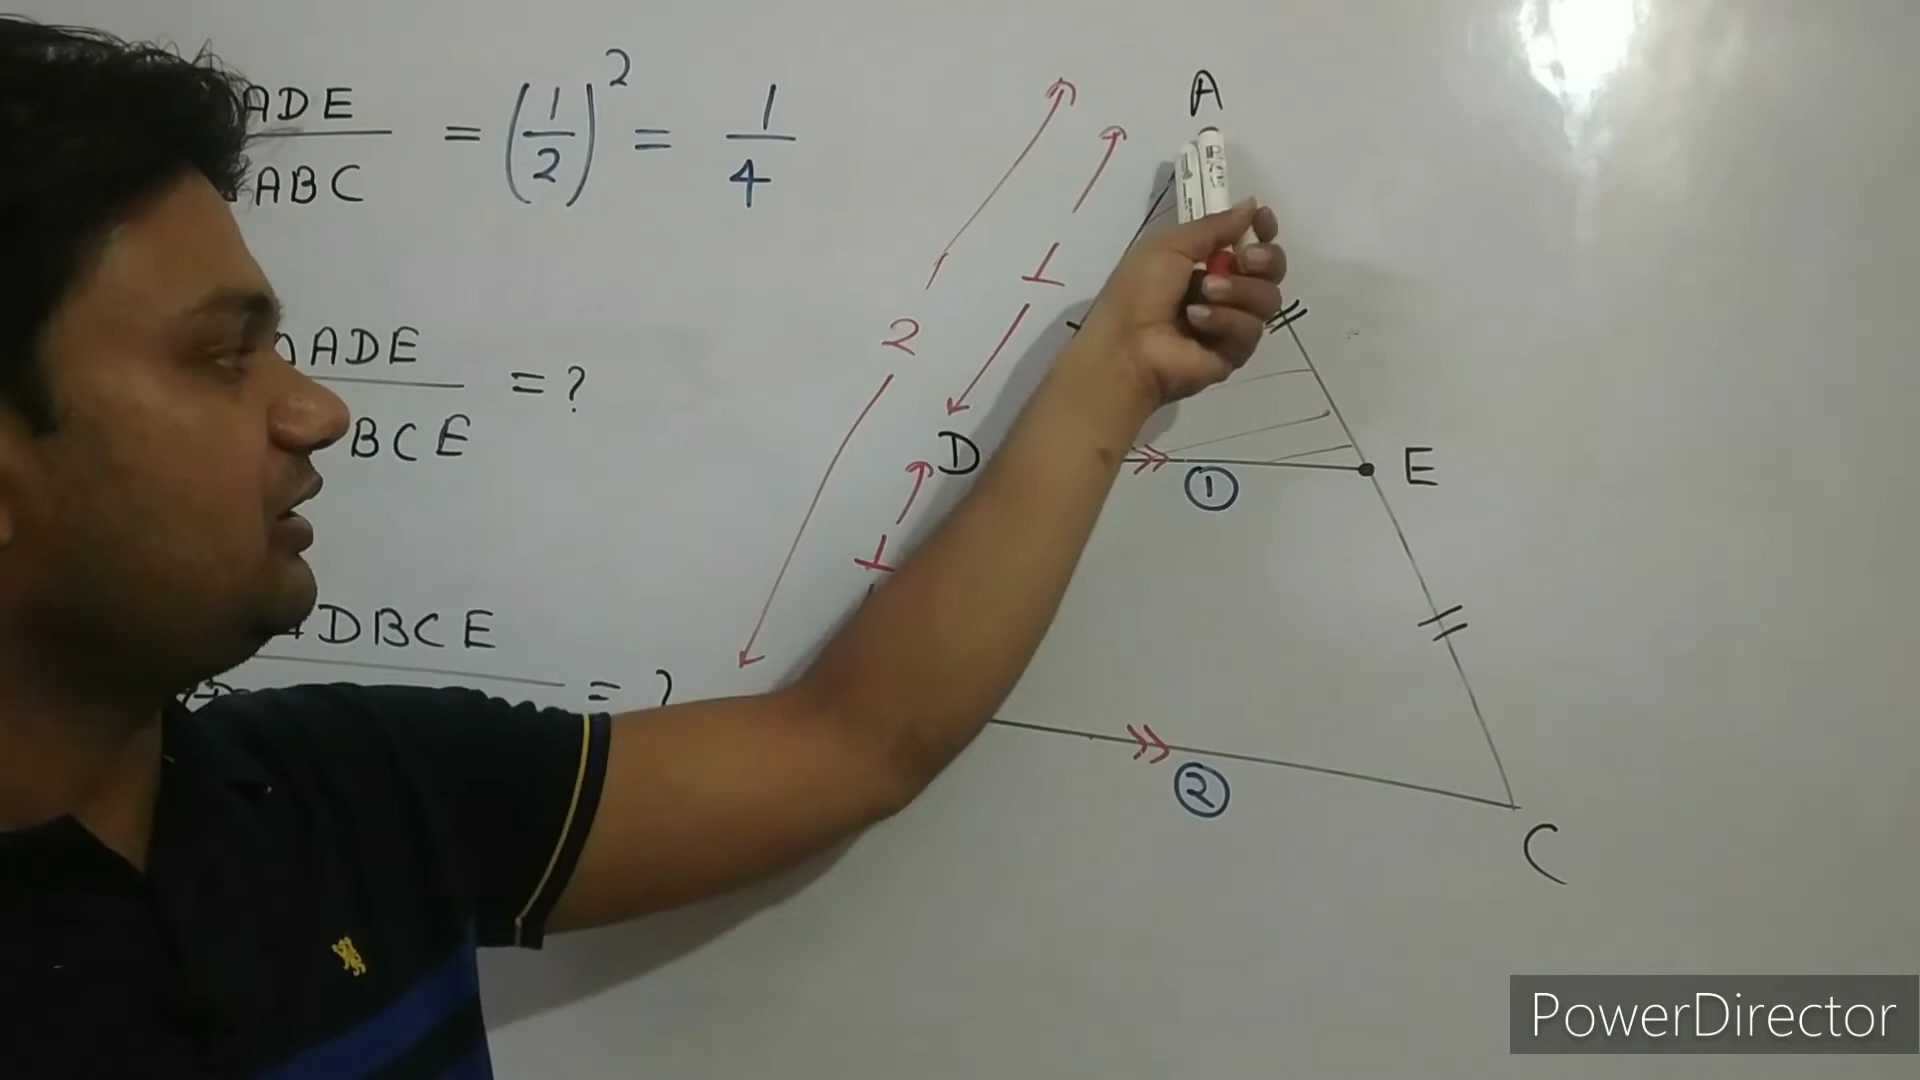 ADE
ABC
= (1/2)² = 1/4
ADE
BCE
= ?
DBCE
= ?
A
2
1
D
1
E
①
②
C
PowerDirector